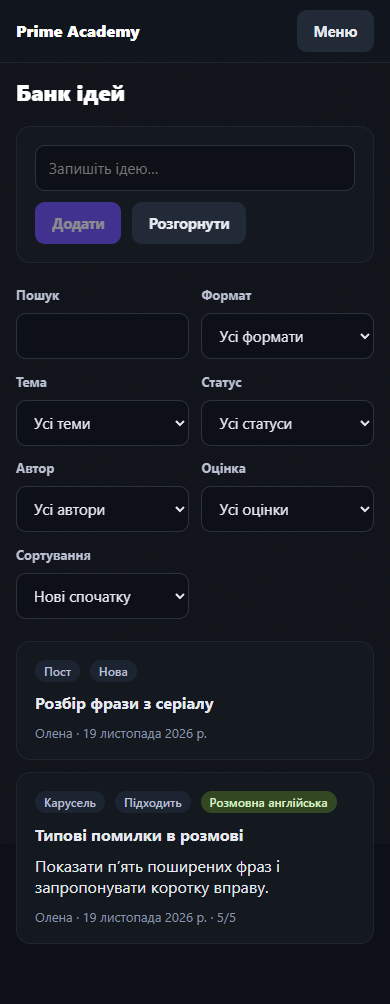 Prime Academy
Меню
Банк ідей
Запишіть ідею...
Додати
Розгорнути
Пошук
Формат
Усі формати
Тема
Статус
Усі теми
Усі статуси
Автор
Оцінка
Усі автори
Усі оцінки
Сортування
Нові спочатку
Пост
Нова
Розбір фрази з серіалу
Олена · 19 листопада 2026 р.
Карусель
Підходить
Розмовна англійська
Типові помилки в розмові
Показати п’ять поширених фраз і
запропонувати коротку вправу.
Олена · 19 листопада 2026 р. · 5/5